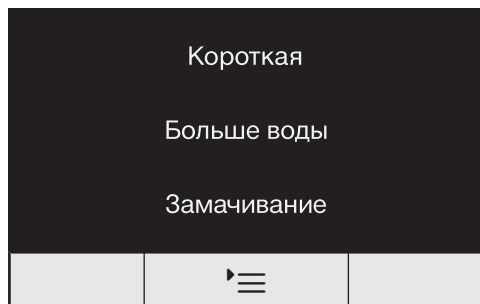 Короткая
Больше воды
Замачивание